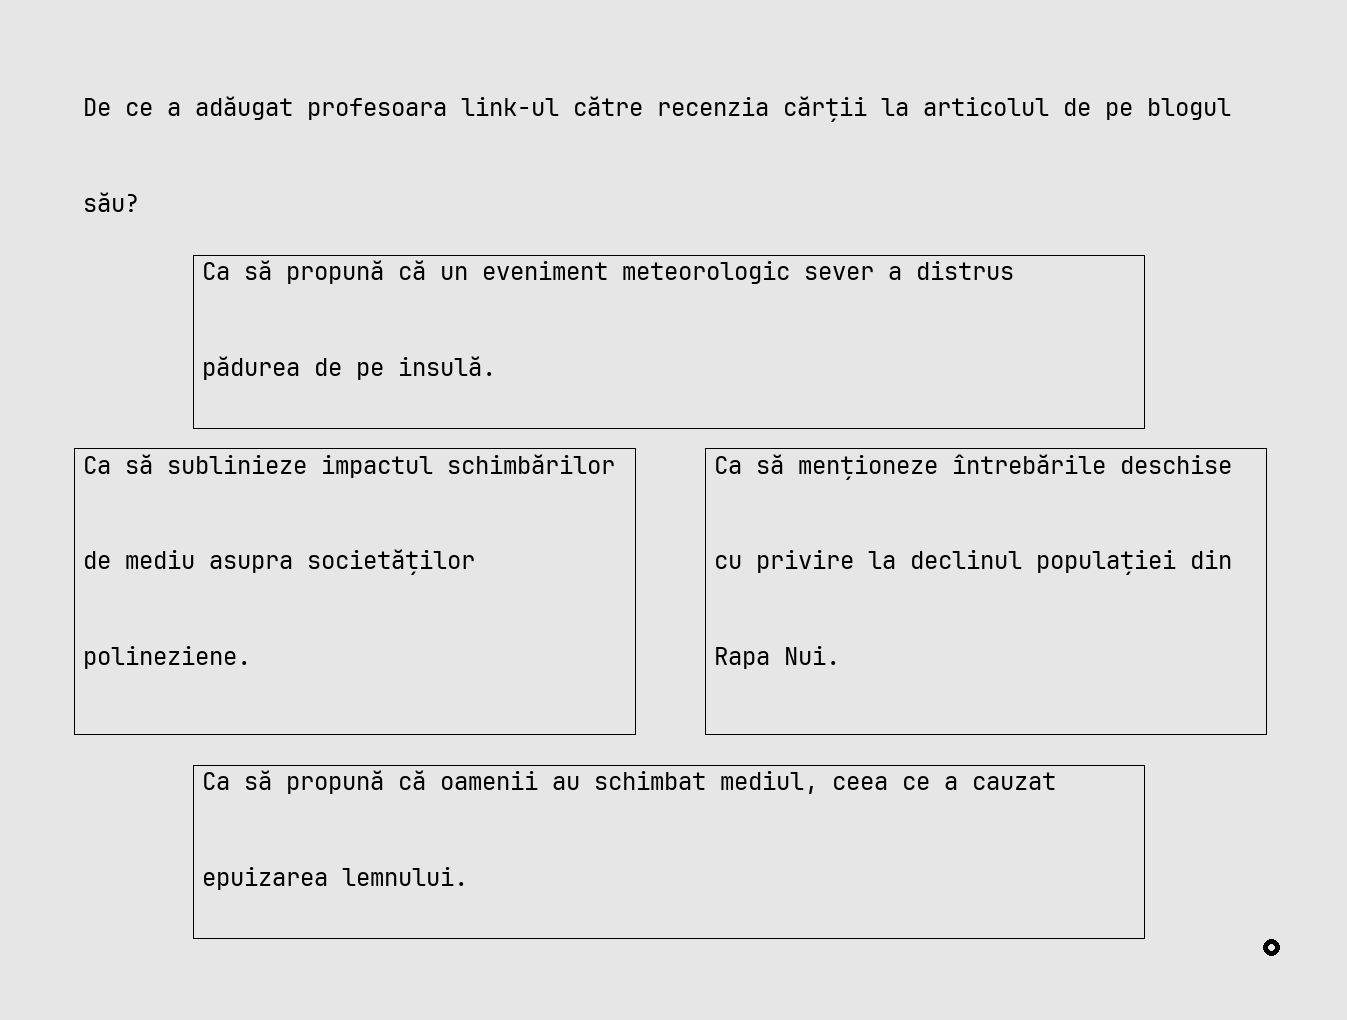 De ce a adăugat profesoara link-ul către recenzia cărții la articolul de pe blogul
său?
Ca să propună că un eveniment meteorologic sever a distrus
pădurea de pe insulă.
Ca să sublinieze impactul schimbărilor
de mediu asupra societăților
polineziene.
Ca să menționeze întrebările deschise
cu privire la declinul populației din
Rapa Nui.
Ca să propună că oamenii au schimbat mediul, ceea ce a cauzat
epuizarea lemnului.